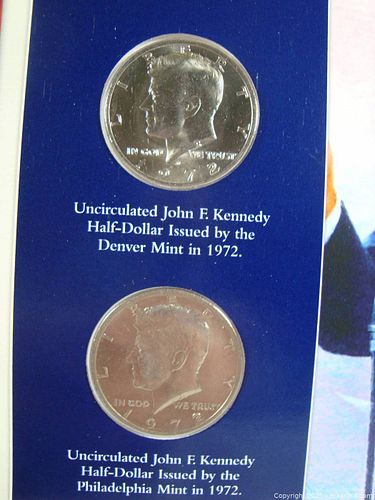 LIBERTY
IN GOD WE TRUST
1972
Uncirculated John F. Kennedy
Half-Dollar Issued by the
Denver Mint in 1972.
LIBERTY
IN GOD WE TRUST
1972
Uncirculated John F. Kennedy
Half-Dollar Issued by the
Philadelphia Mint in 1972.
Copyright